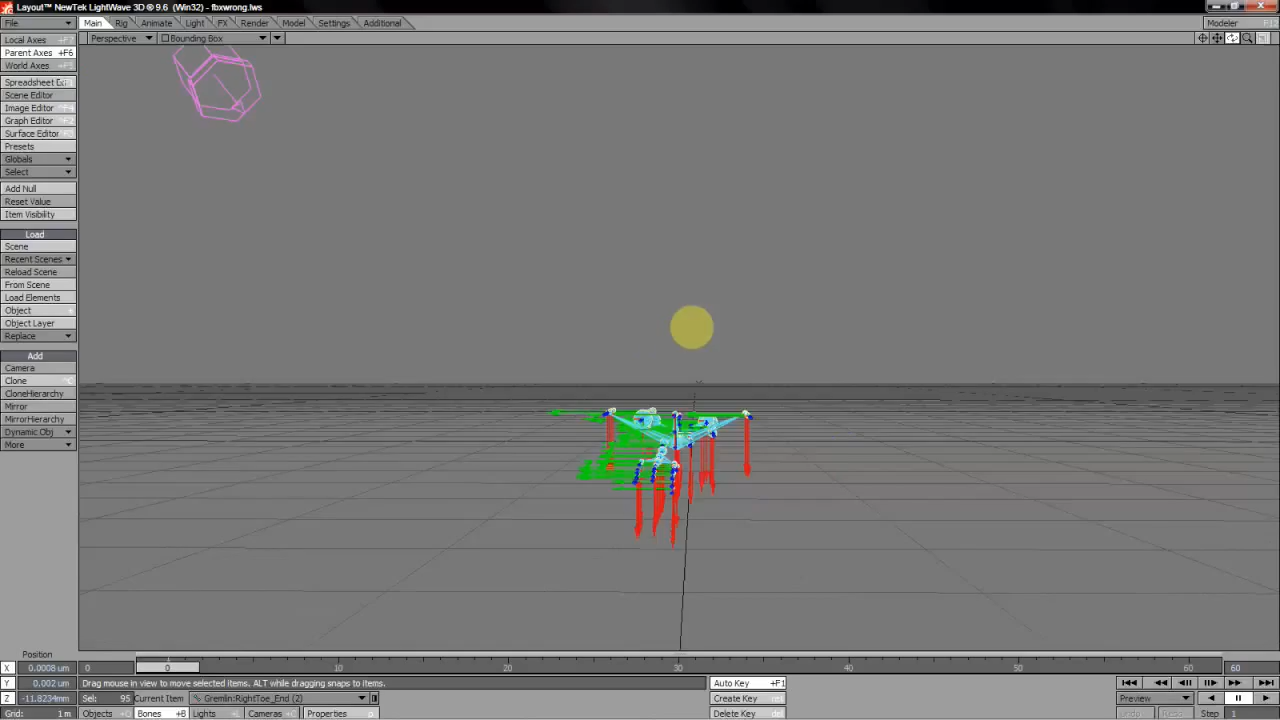 Layout™ NewTek LightWave 3D ® 9.6 (Win32) - fbxwrong.lws
File
Main Rig Animate Light FX Render Model Settings Additional
Modeler
Perspective Bounding Box
Local Axes
Parent Axes +F6
World Axes
Spreadsheet
Scene Editor
Image Editor
Graph Editor
Surface Editor
Presets
Globals
Select
Add Null
Reset Value
Item Visibility
Load
Scene
Recent Scenes
Reload Scene
From Scene
Load Elements
Object
Object Layer
Replace
Add
Camera
Clone
CloneHierarchy
Mirror
MirrorHierarchy
Dynamic Obj
More
Position
X 0.0008 um 0 0 10 20 30 40 50 60 60
Y 0.002 um Drag mouse in view to move selected items. ALT while dragging snaps to items. Auto Key +F1
Z -11.8234mm Sel: 95 Current Item Gremlin:RightToe_End (2) Create Key Preview
Grid: 1 m Objects Bones +B Lights Cameras Properties p Delete Key undo Step 1